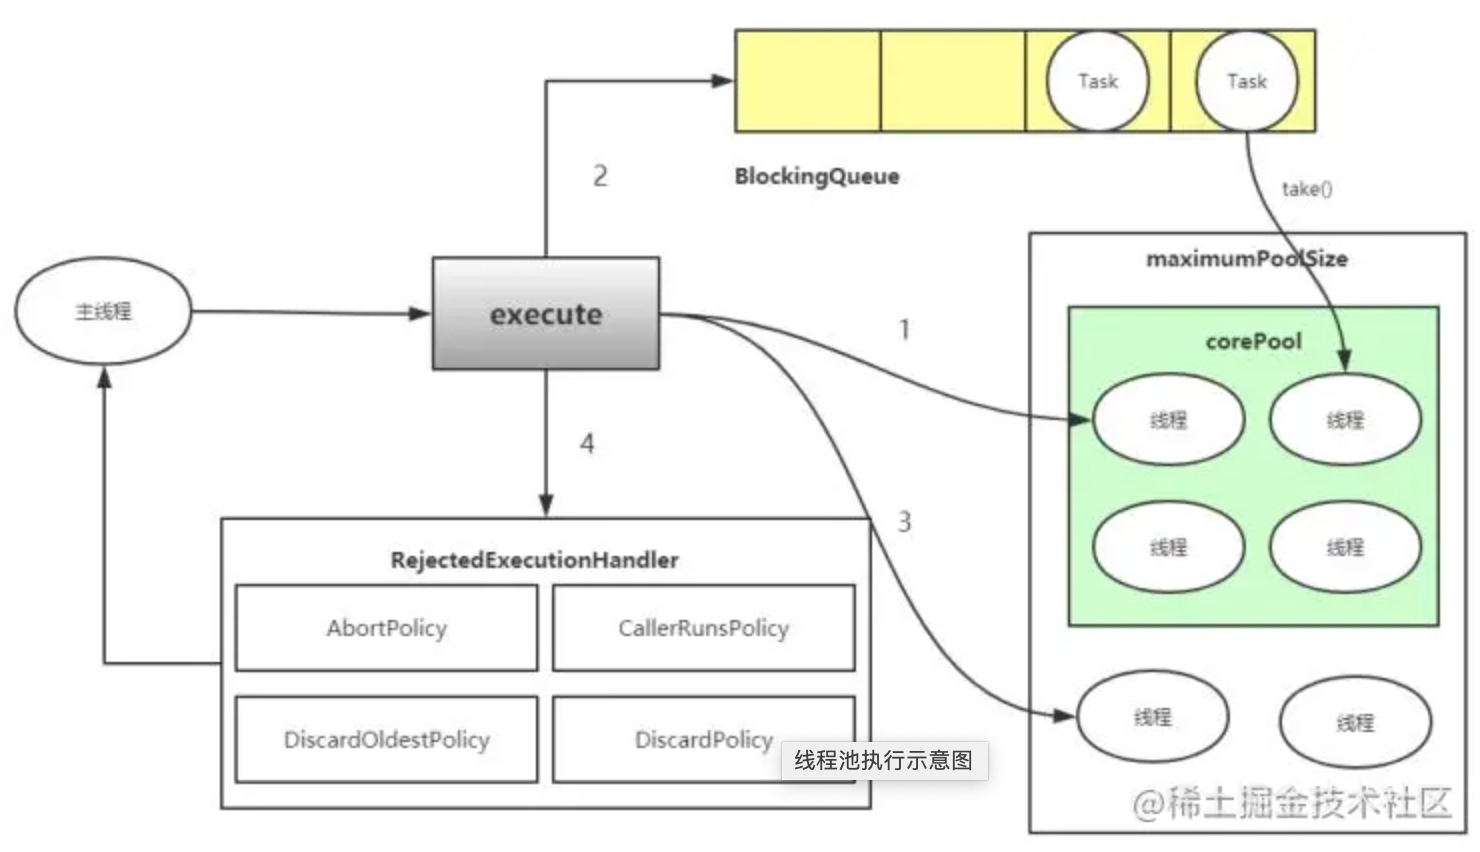 Task
Task
2
BlockingQueue
take()
maximumPoolSize
主线程
execute
1
corePool
线程
线程
4
3
线程
线程
RejectedExecutionHandler
AbortPolicy
CallerRunsPolicy
DiscardOldestPolicy
DiscardPolicy
线程池执行示意图
线程
线程
@稀土掘金技术社区